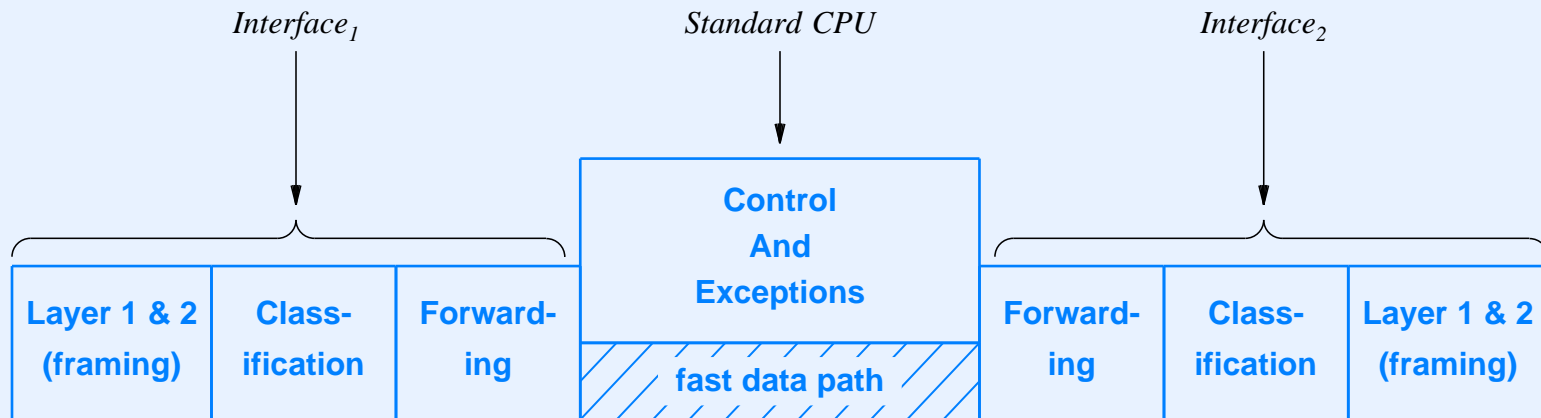 Interface1
Standard CPU
Interface2
Control
And
Exceptions
Layer 1 & 2
(framing)
Class-
ification
Forward-
ing
fast data path
Forward-
ing
Class-
ification
Layer 1 & 2
(framing)